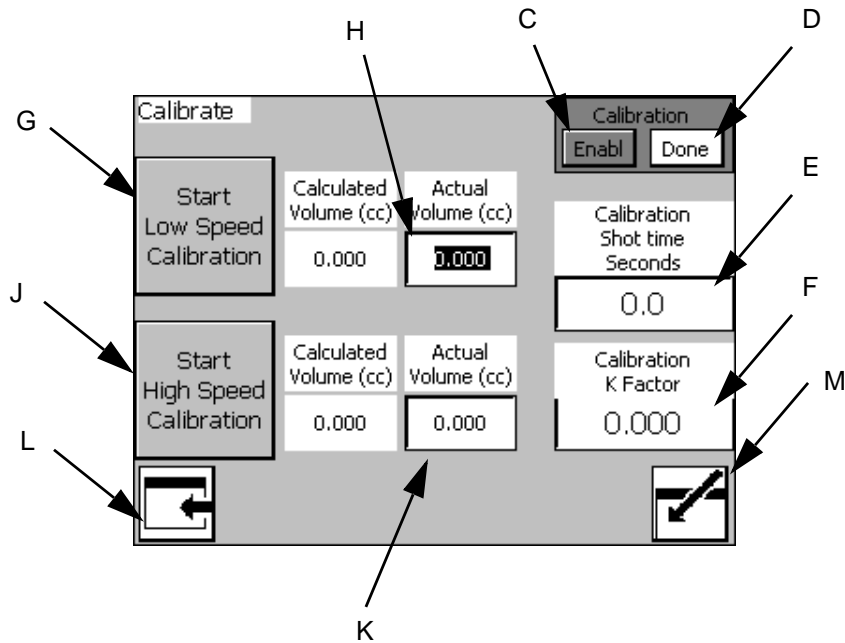 H
C
D
G
Calibrate
Calibration
Enabl
Done
E
Start
Low Speed
Calibration
Calculated
Volume (cc)
0.000
Actual
Volume (cc)
0.000
Calibration
Shot time
Seconds
0.0
J
F
Start
High Speed
Calibration
Calculated
Volume (cc)
0.000
Actual
Volume (cc)
0.000
Calibration
K Factor
0.000
M
L
K